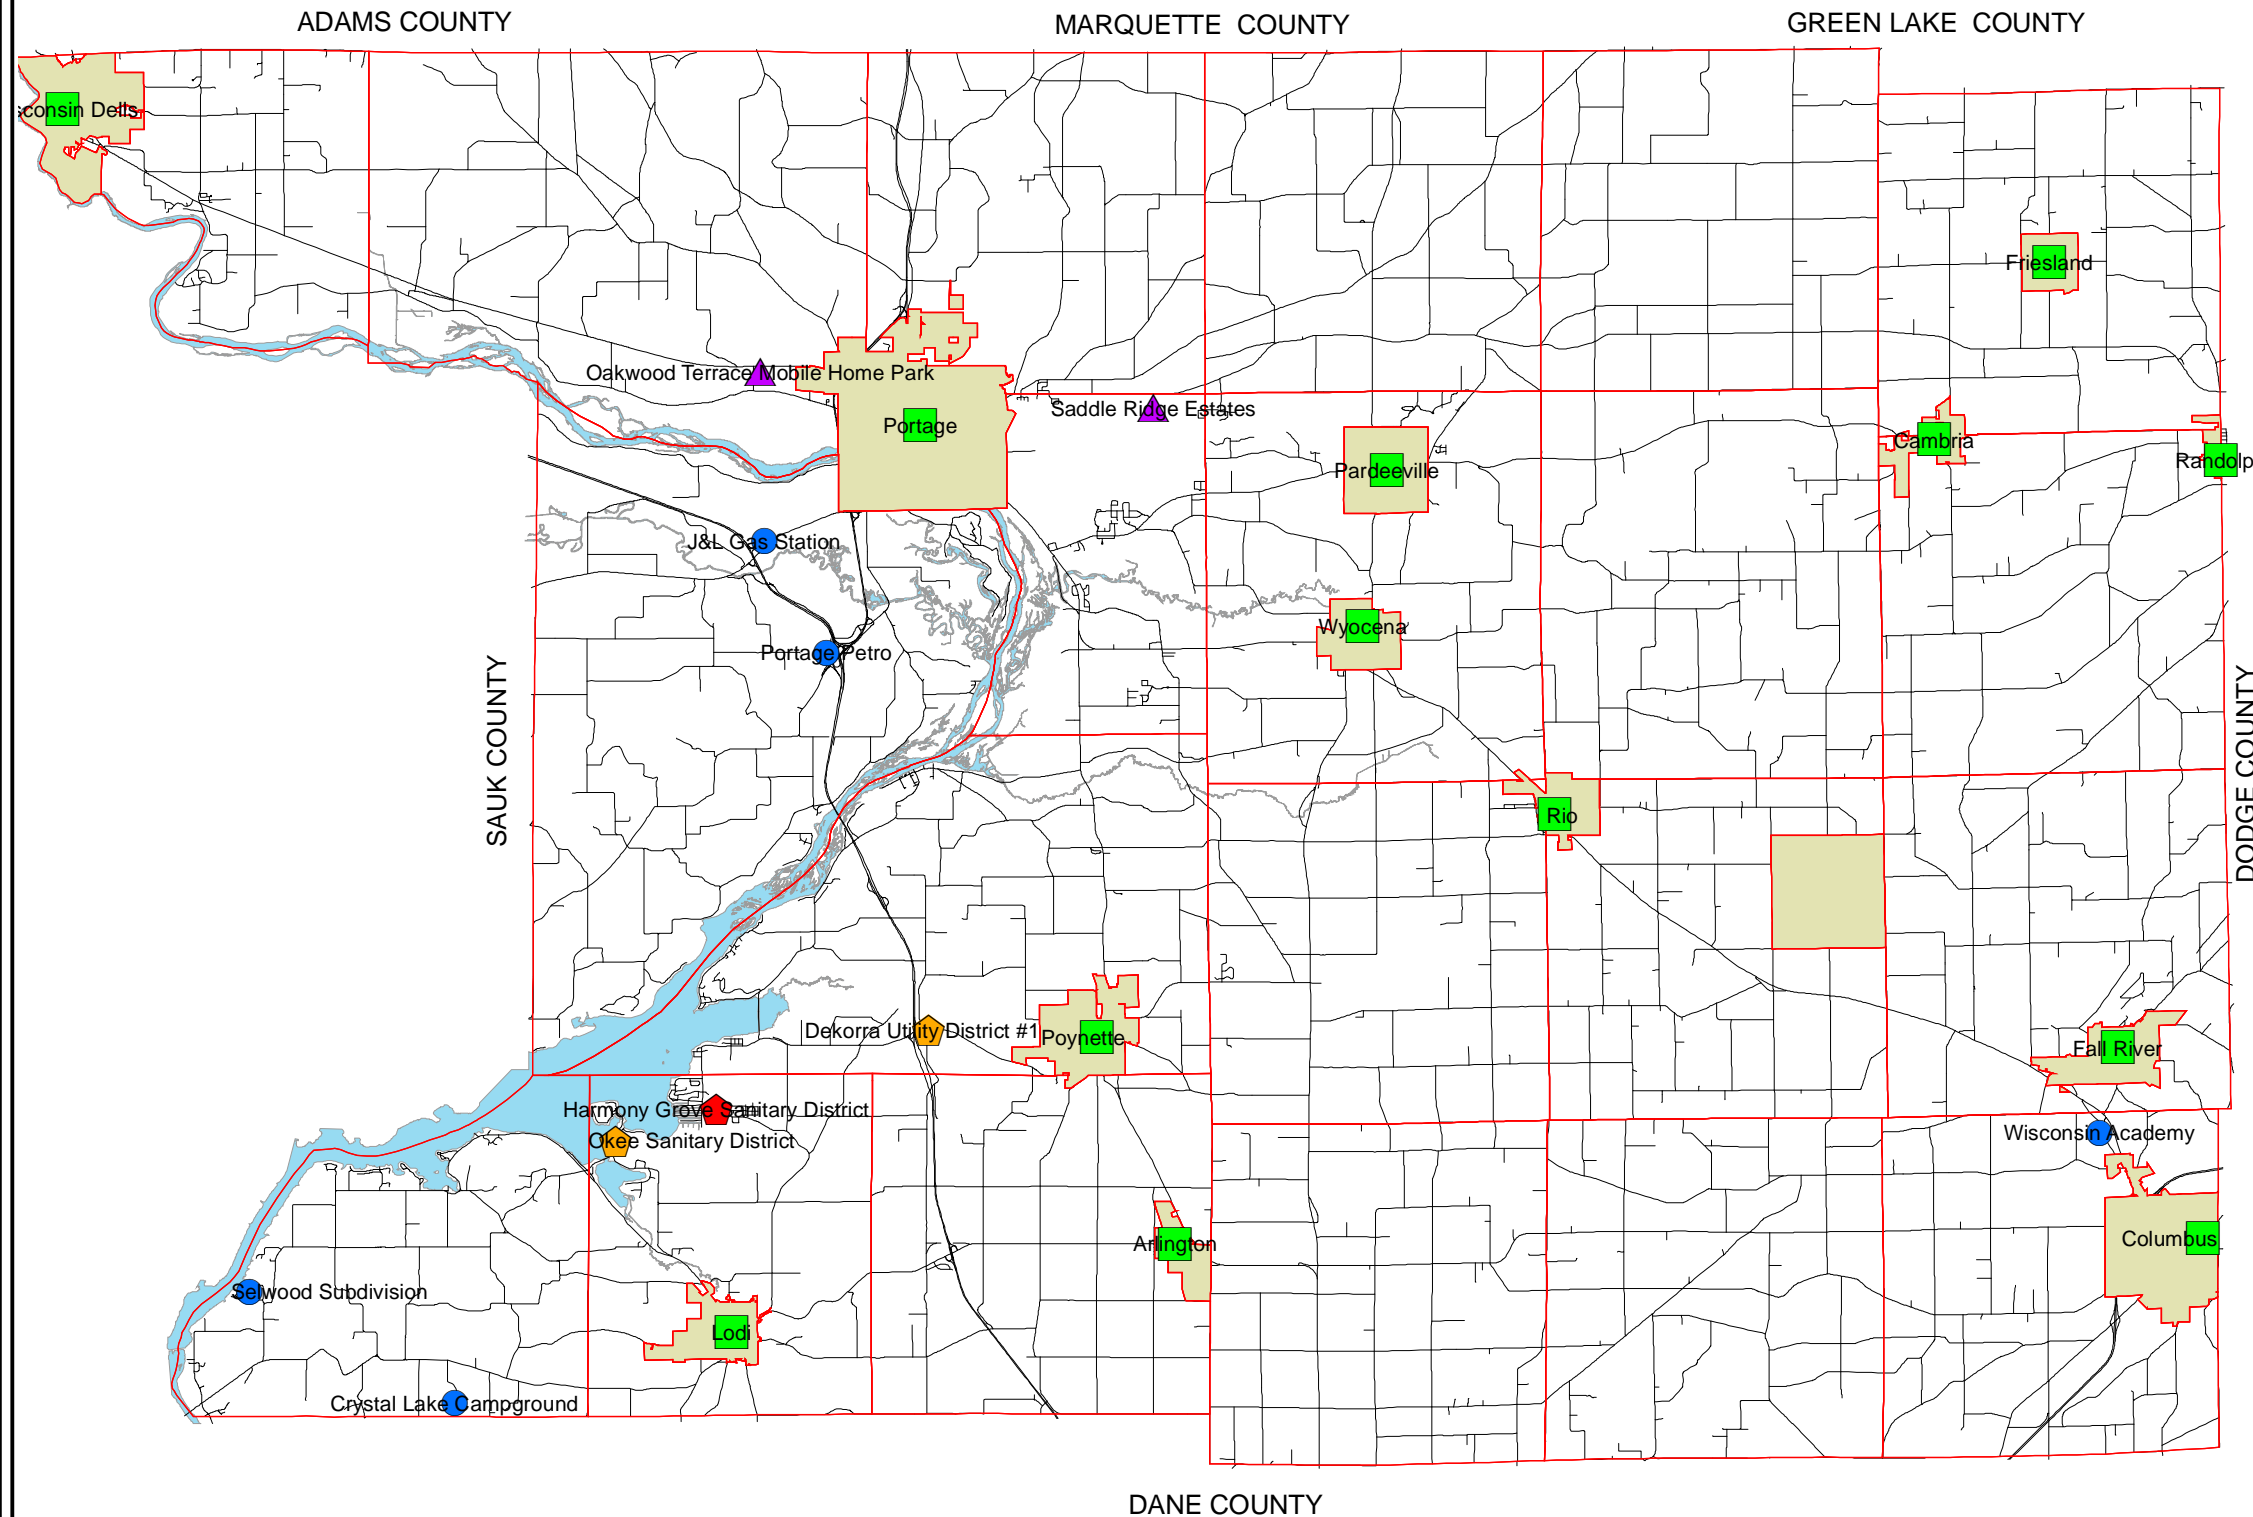 ADAMS COUNTY
MARQUETTE COUNTY
GREEN LAKE COUNTY
sconsin Dells
Friesland
Oakwood Terrace Mobile Home Park
Saddle Ridge Estates
Portage
Cambria
Pardeeville
Randolp
J&L Gas Station
Wyocena
Portage Petro
SAUK COUNTY
DODGE COUNTY
Rio
Dekorra Utility District #1
Poynette
Fall River
Harmony Grove Sanitary District
Okee Sanitary District
Wisconsin Academy
Arlington
Columbus
Selwood Subdivision
Lodi
Crystal Lake Campground
DANE COUNTY